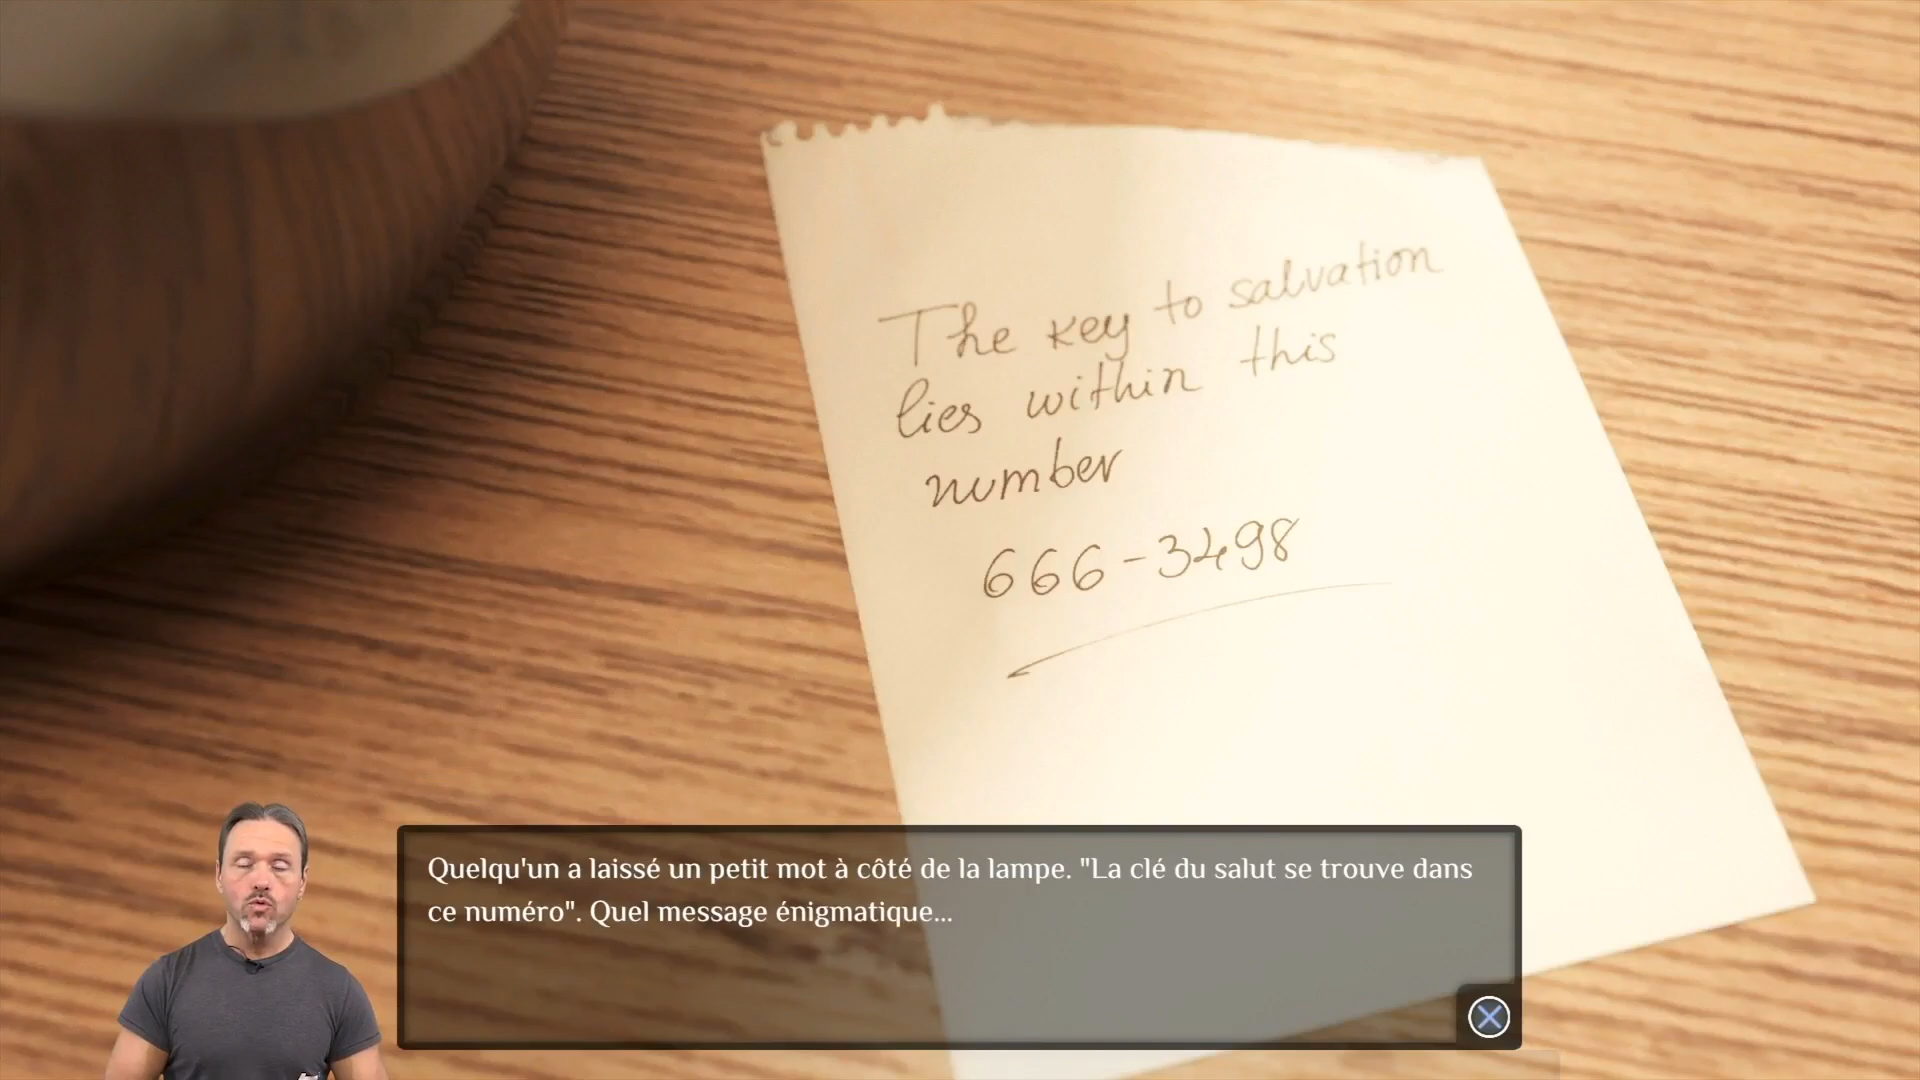 The key to salvation
lies within this
number
666-3498
Quelqu'un a laissé un petit mot à côté de la lampe. "La clé du salut se trouve dans
ce numéro". Quel message énigmatique...